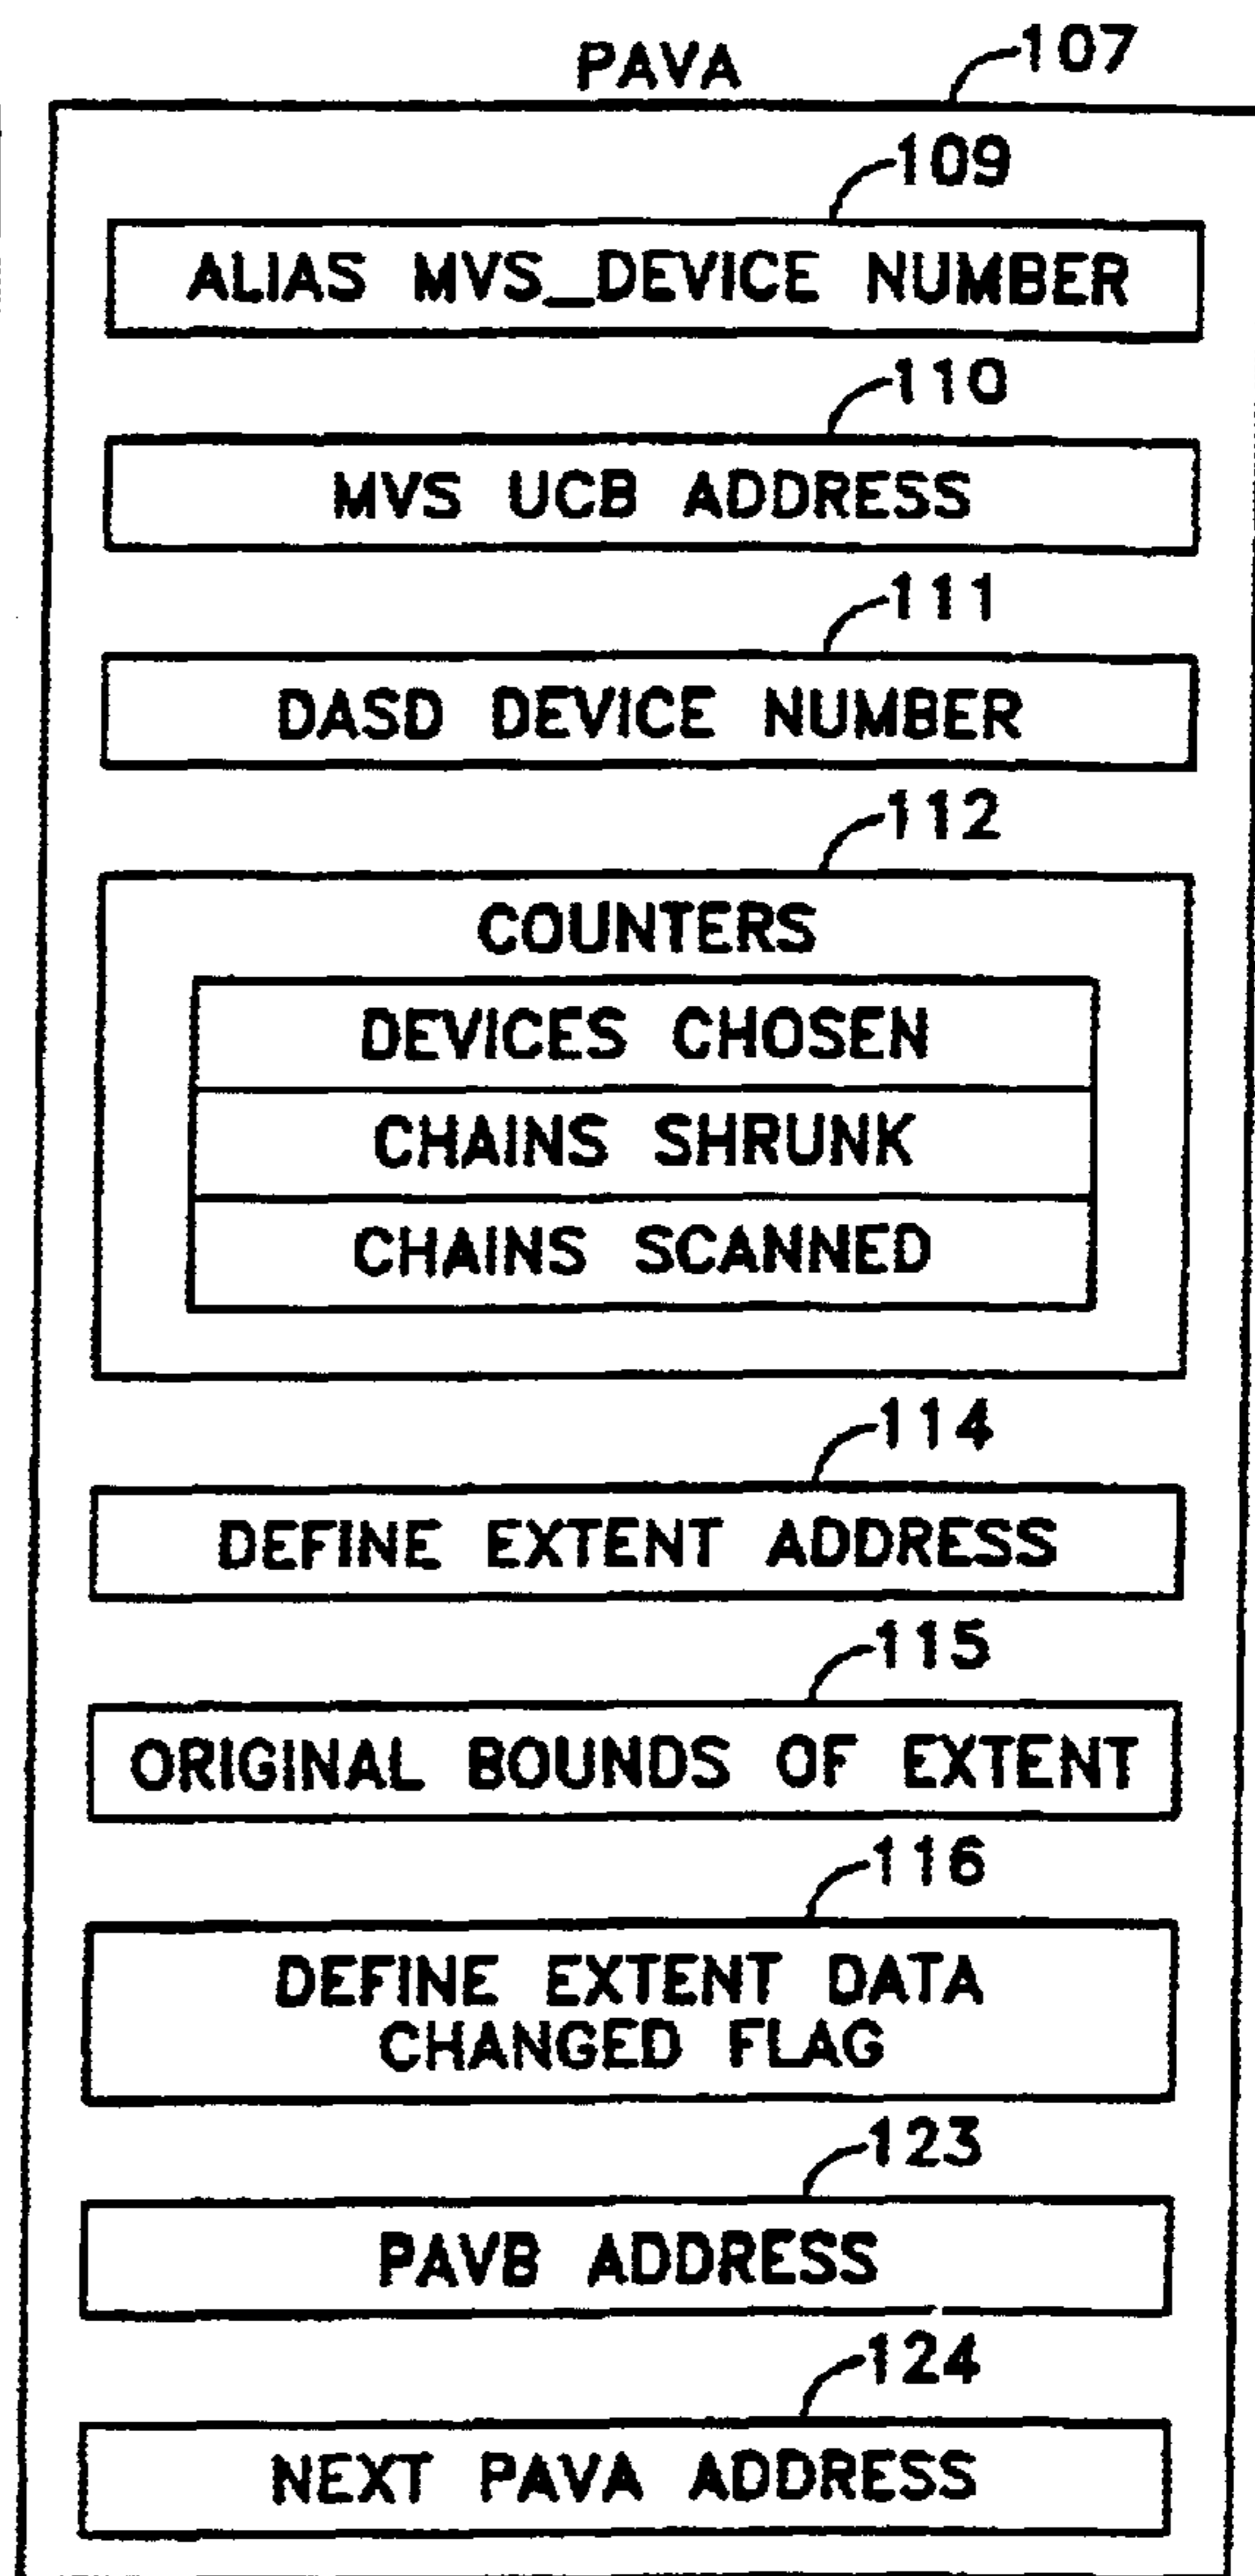 PAVA 107
109
ALIAS MVS_DEVICE NUMBER
110
MVS UCB ADDRESS
111
DASD DEVICE NUMBER
112
COUNTERS
DEVICES CHOSEN
CHAINS SHRUNK
CHAINS SCANNED
114
DEFINE EXTENT ADDRESS
115
ORIGINAL BOUNDS OF EXTENT
116
DEFINE EXTENT DATA
CHANGED FLAG
123
PAVB ADDRESS
124
NEXT PAVA ADDRESS